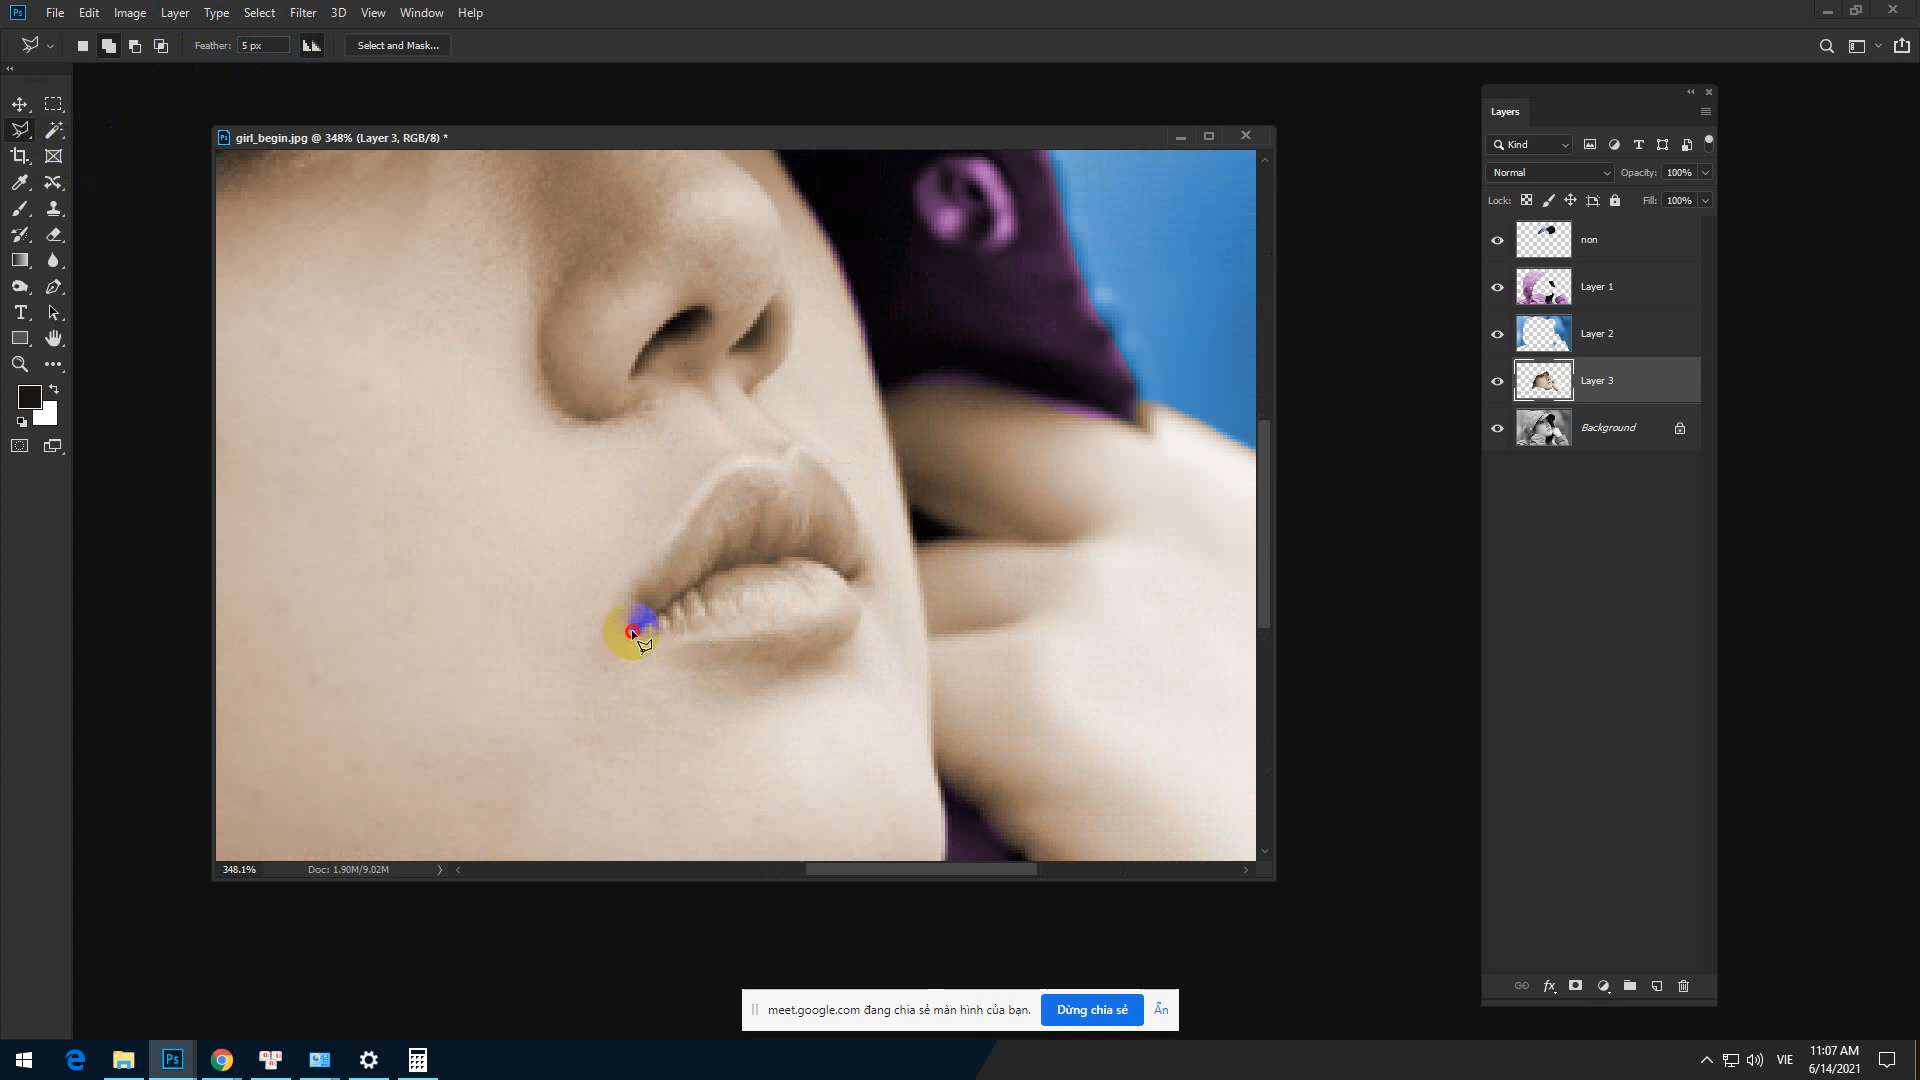 Ps File Edit Image Layer Type Select Filter 3D View Window Help
Feather: 5 px Select and Mask...
girl_begin.jpg @ 348% (Layer 3, RGB/8) *
Layers
Kind
Normal Opacity: 100%
Lock: Fill: 100%
non
Layer 1
Layer 2
Layer 3
Background
348.1% Doc: 1.90M/9.02M
fx
meet.google.com đang chia sẻ màn hình của bạn. Dừng chia sẻ Ẩn
Ps
VIE
11:07 AM
6/14/2021